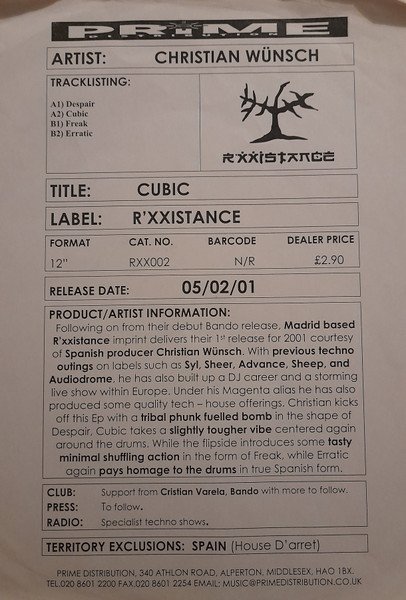 PRIME
DISTRIBUTION
ARTIST: CHRISTIAN WÜNSCH
TRACKLISTING:
A1) Despair
A2) Cubic
B1) Freak
B2) Erratic
R'XXISTANCE
TITLE: CUBIC
LABEL: R'XXISTANCE
FORMAT CAT. NO. BARCODE DEALER PRICE
12" RXX002 N/R £2.90
RELEASE DATE: 05/02/01
PRODUCT/ARTIST INFORMATION:
Following on from their debut Bando release, Madrid based
R'xxistance imprint delivers their 1st release for 2001 courtesy
of Spanish producer Christian Wünsch. With previous techno
outings on labels such as Syl, Sheer, Advance, Sheep, and
Audiodrome, he has also built up a DJ career and a storming
live show within Europe. Under his Magenta alias he has also
produced some quality tech – house offerings. Christian kicks
off this Ep with a tribal phunk fuelled bomb in the shape of
Despair, Cubic takes a slightly tougher vibe centered again
around the drums. While the flipside introduces some tasty
minimal shuffling action in the form of Freak, while Erratic
again pays homage to the drums in true Spanish form.
CLUB: Support from Cristian Varela, Bando with more to follow.
PRESS: To follow.
RADIO: Specialist techno shows.
TERRITORY EXCLUSIONS: SPAIN (House D'arret)
PRIME DISTRIBUTION, 340 ATHLON ROAD, ALPERTON, MIDDLESEX, HAO 1BX.
TEL.020 8601 2200 FAX.020 8601 2254 EMAIL: MUSIC@PRIMEDISTRIBUTION.CO.UK